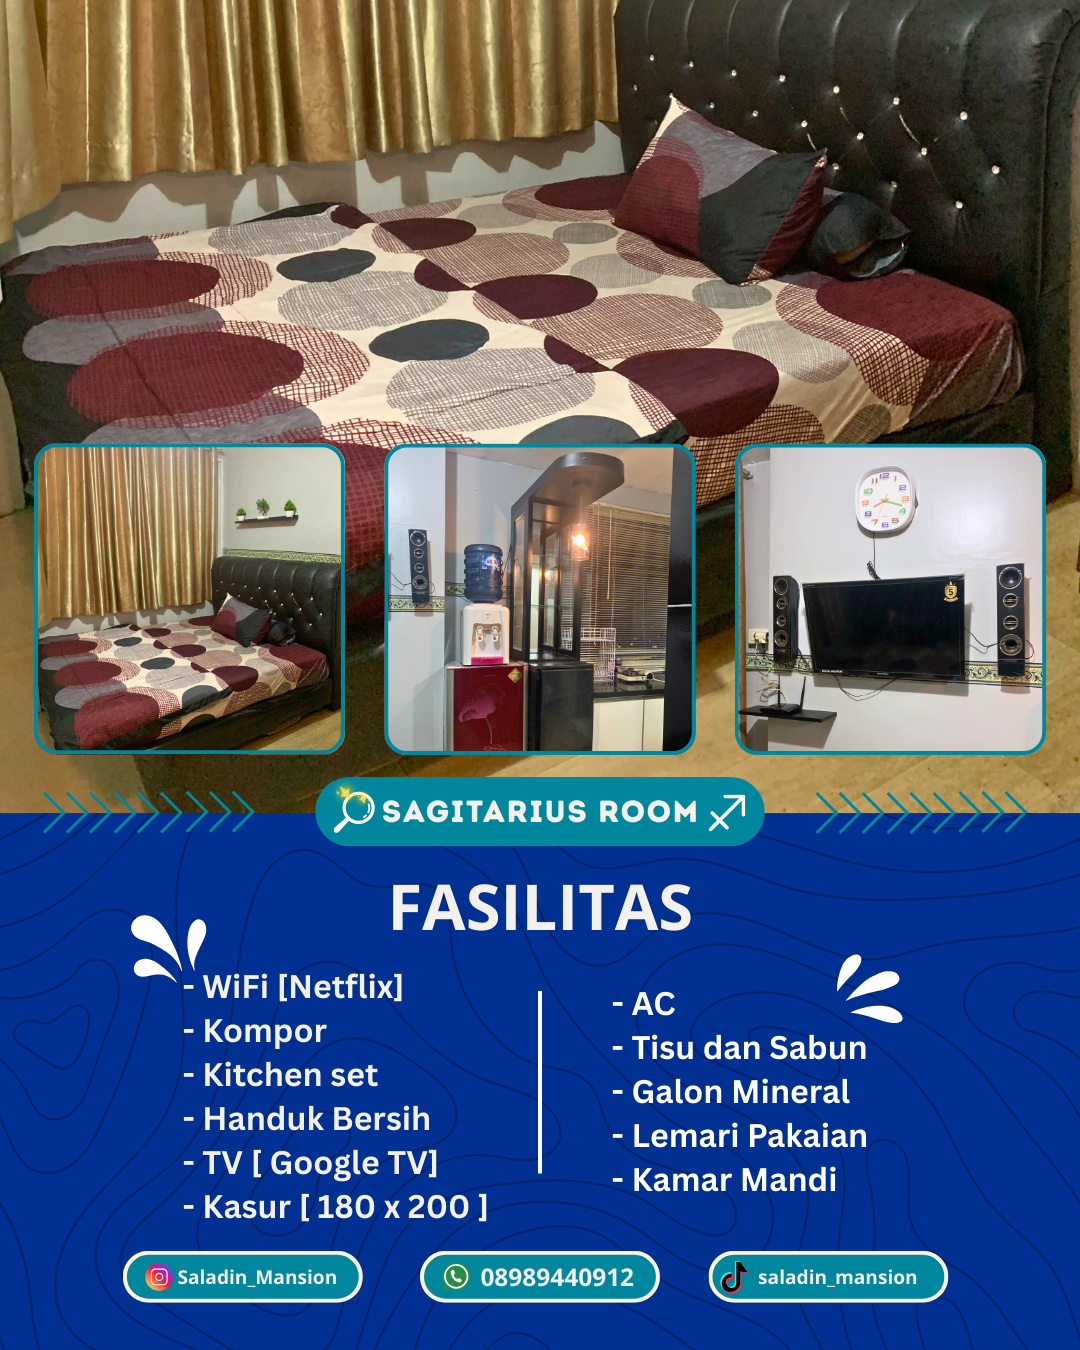 SAGITARIUS ROOM
FASILITAS
- WiFi [Netflix]
- Kompor
- Kitchen set
- Handuk Bersih
- TV [ Google TV]
- Kasur [ 180 x 200 ]
- AC
- Tisu dan Sabun
- Galon Mineral
- Lemari Pakaian
- Kamar Mandi
Saladin_Mansion
08989440912
saladin_mansion